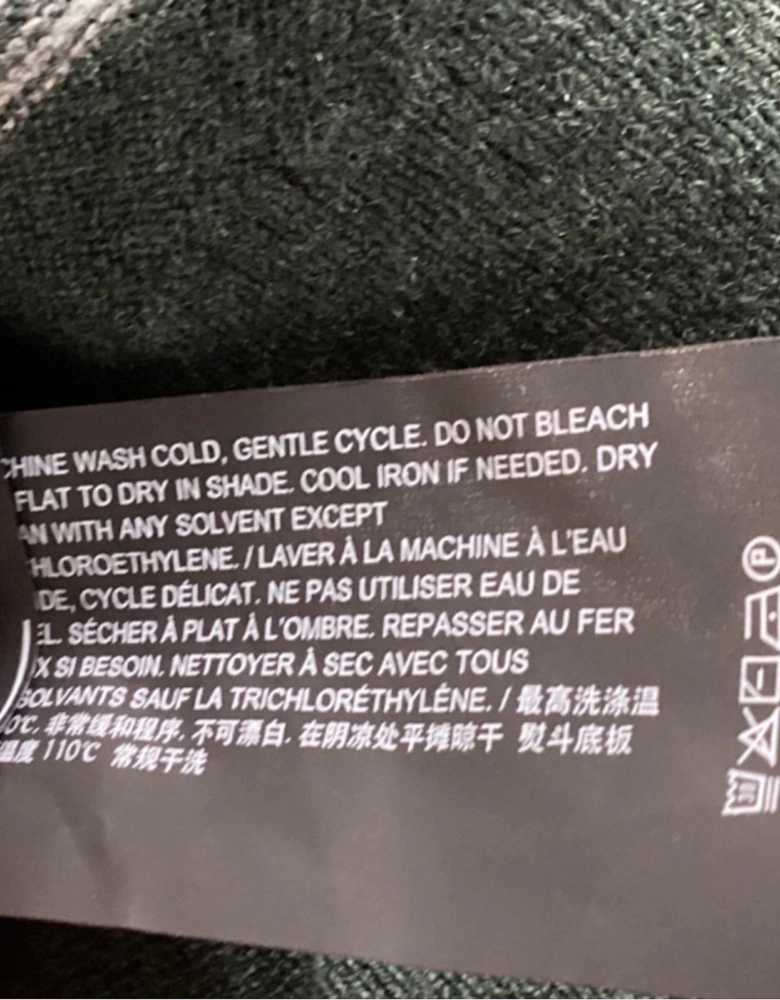 CHINE WASH COLD, GENTLE CYCLE. DO NOT BLEACH
FLAT TO DRY IN SHADE. COOL IRON IF NEEDED. DRY
AN WITH ANY SOLVENT EXCEPT
HLOROETHYLENE. / LAVER À LA MACHINE À L'EAU
DE, CYCLE DÉLICAT. NE PAS UTILISER EAU DE
EL. SÉCHER À PLAT À L'OMBRE. REPASSER AU FER
X SI BESOIN. NETTOYER À SEC AVEC TOUS
SOLVANTS SAUF LA TRICHLORÉTHYLÉNE. / 最高洗涤温
0℃, 非常缓和程序. 不可漂白. 在阴凉处平摊晾干 熨斗底板
温度 110℃ 常规干洗
P
30